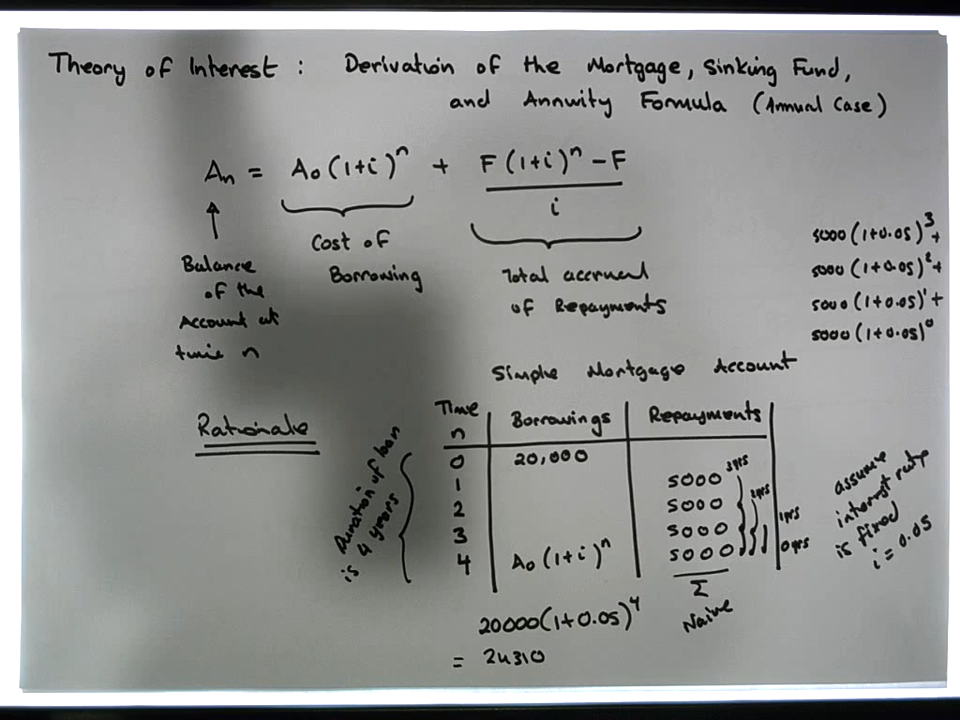 Theory of Interest : Derivation of the Mortgage, Sinking Fund,
and Annuity Formula (Annual Case)
An = A0(1+i)^n + F(1+i)^n - F
i
Balance
of the
Account at
time n
Cost of
Borrowing
Total accrual
of Repayments
5000(1+0.05)^3 +
5000(1+0.05)^2 +
5000(1+0.05)^1 +
5000(1+0.05)^0
Simple Mortgage Account
Rationale
Time
n
Borrowings
Repayments
0 20,000
1 5000
2 5000
3 5000
4 A0(1+i)^n 5000
3yrs
2yrs
1yrs
0yrs
Duration of loan
is 4 years
assume
interest rate
is fixed
i = 0.05
Σ
Naive
20000(1+0.05)^4
= 24310